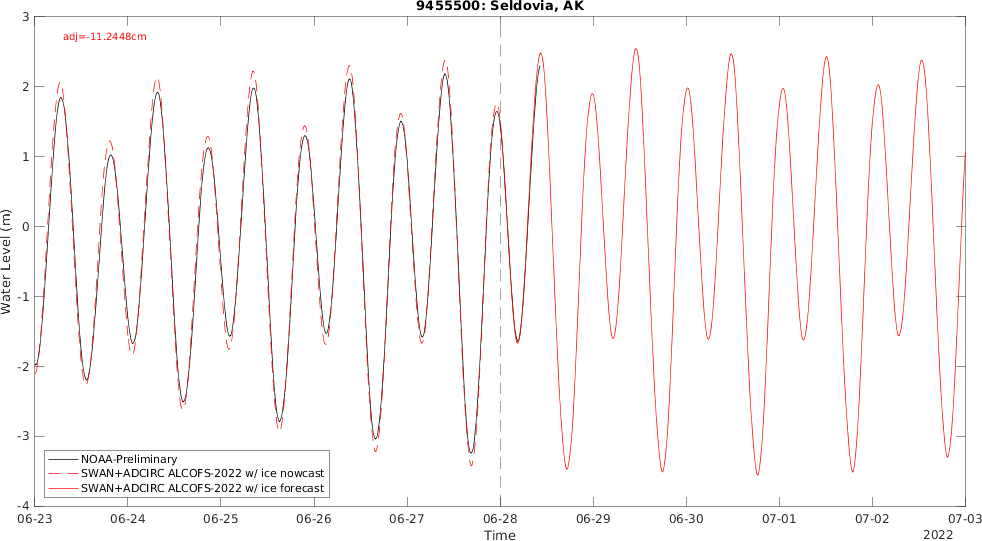 9455500: Seldovia, AK
adj=-11.2448cm
3
2
1
0
-1
-2
-3
-4
Water Level (m)
NOAA-Preliminary
SWAN+ADCIRC ALCOFS-2022 w/ ice nowcast
SWAN+ADCIRC ALCOFS-2022 w/ ice forecast
06-23 06-24 06-25 06-26 06-27 06-28 06-29 06-30 07-01 07-02 07-03
Time
2022